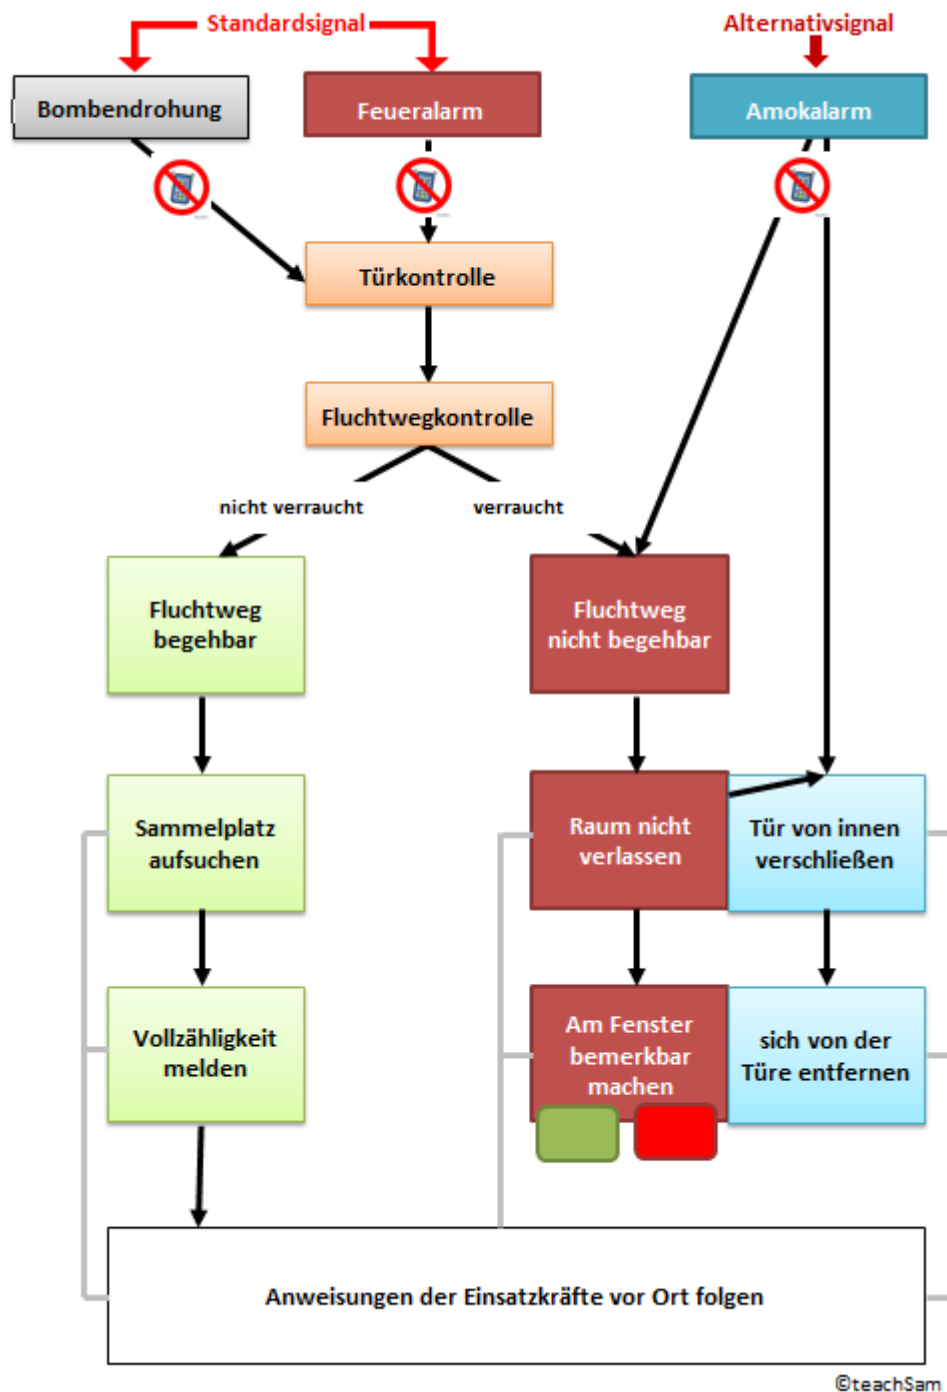 Standardsignal
Alternativsignal
Bombendrohung
Feueralarm
Amokalarm
Türkontrolle
Fluchtwegkontrolle
nicht verraucht
verraucht
Fluchtweg
begehbar
Fluchtweg
nicht begehbar
Sammelplatz
aufsuchen
Raum nicht
verlassen
Tür von innen
verschließen
Vollzähligkeit
melden
Am Fenster
bemerkbar
machen
sich von der
Türe entfernen
Anweisungen der Einsatzkräfte vor Ort folgen
©teachSam